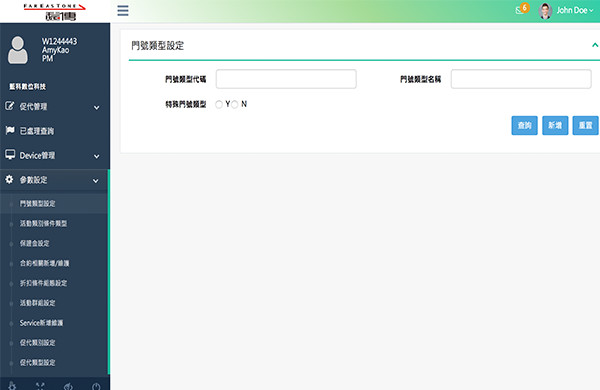 FAREASTONE
遠傳
6
John Doe
W1244443
AmyKao
PM
藍科數位科技
促代管理
已處理查詢
Device管理
參數設定
門號類型設定
活動類別條件類型
保證金設定
合約相關新增/維護
折扣條件組態設定
活動群組設定
Service新增維護
促代類別設定
促代類型設定
門號類型設定
門號類型代碼
門號類型名稱
特殊門號類型 Y N
查詢 新增 重置